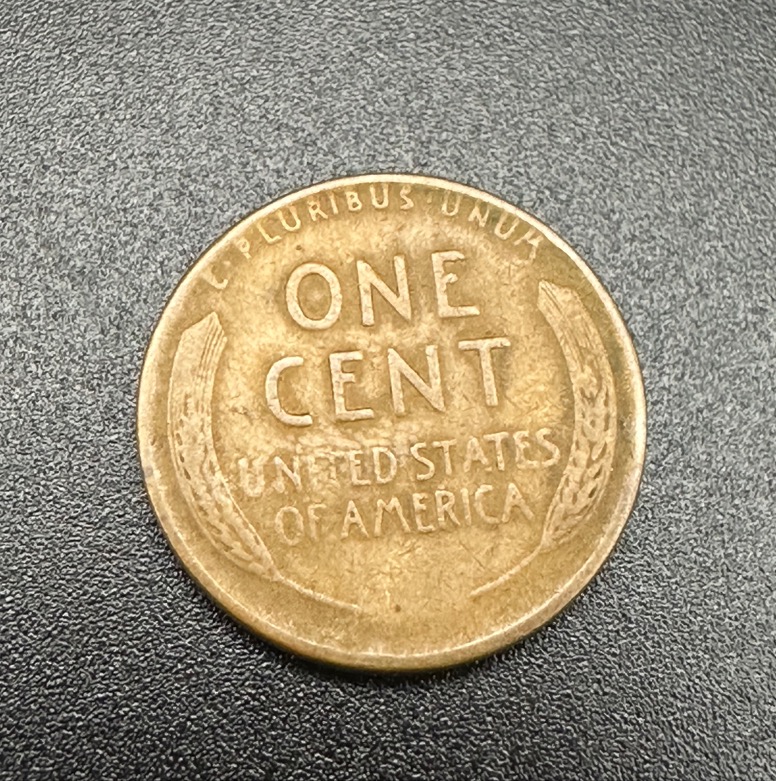 E·PLURIBUS·UNUM
ONE
CENT
UNITED STATES
OF AMERICA